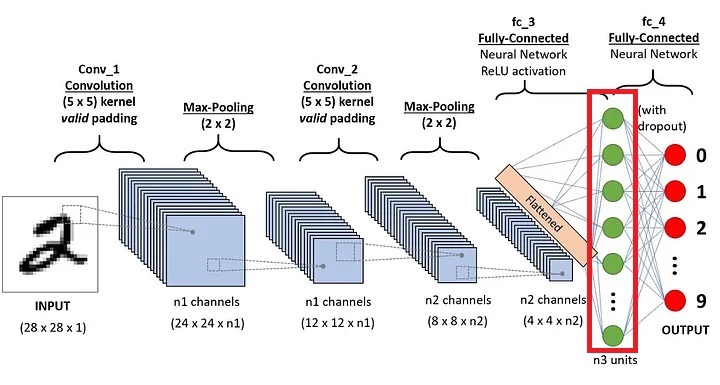 fc_3
Fully-Connected
Neural Network
ReLU activation
fc_4
Fully-Connected
Neural Network
Conv_1
Convolution
(5 x 5) kernel
valid padding
Max-Pooling
(2 x 2)
Conv_2
Convolution
(5 x 5) kernel
valid padding
Max-Pooling
(2 x 2)
(with
dropout)
2
Flattened
0
1
2
9
INPUT
(28 x 28 x 1)
n1 channels
(24 x 24 x n1)
n1 channels
(12 x 12 x n1)
n2 channels
(8 x 8 x n2)
n2 channels
(4 x 4 x n2)
n3 units
OUTPUT